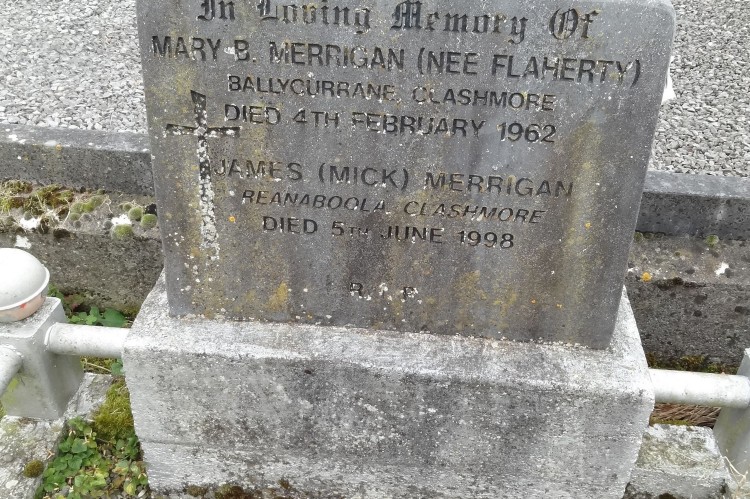 In Loving Memory Of
MARY B. MERRIGAN (NEE FLAHERTY)
BALLYCURRANE, CLASHMORE
DIED 4TH FEBRUARY 1962
JAMES (MICK) MERRIGAN
REANABOOLA, CLASHMORE
DIED 5TH JUNE 1998
R. I. P.